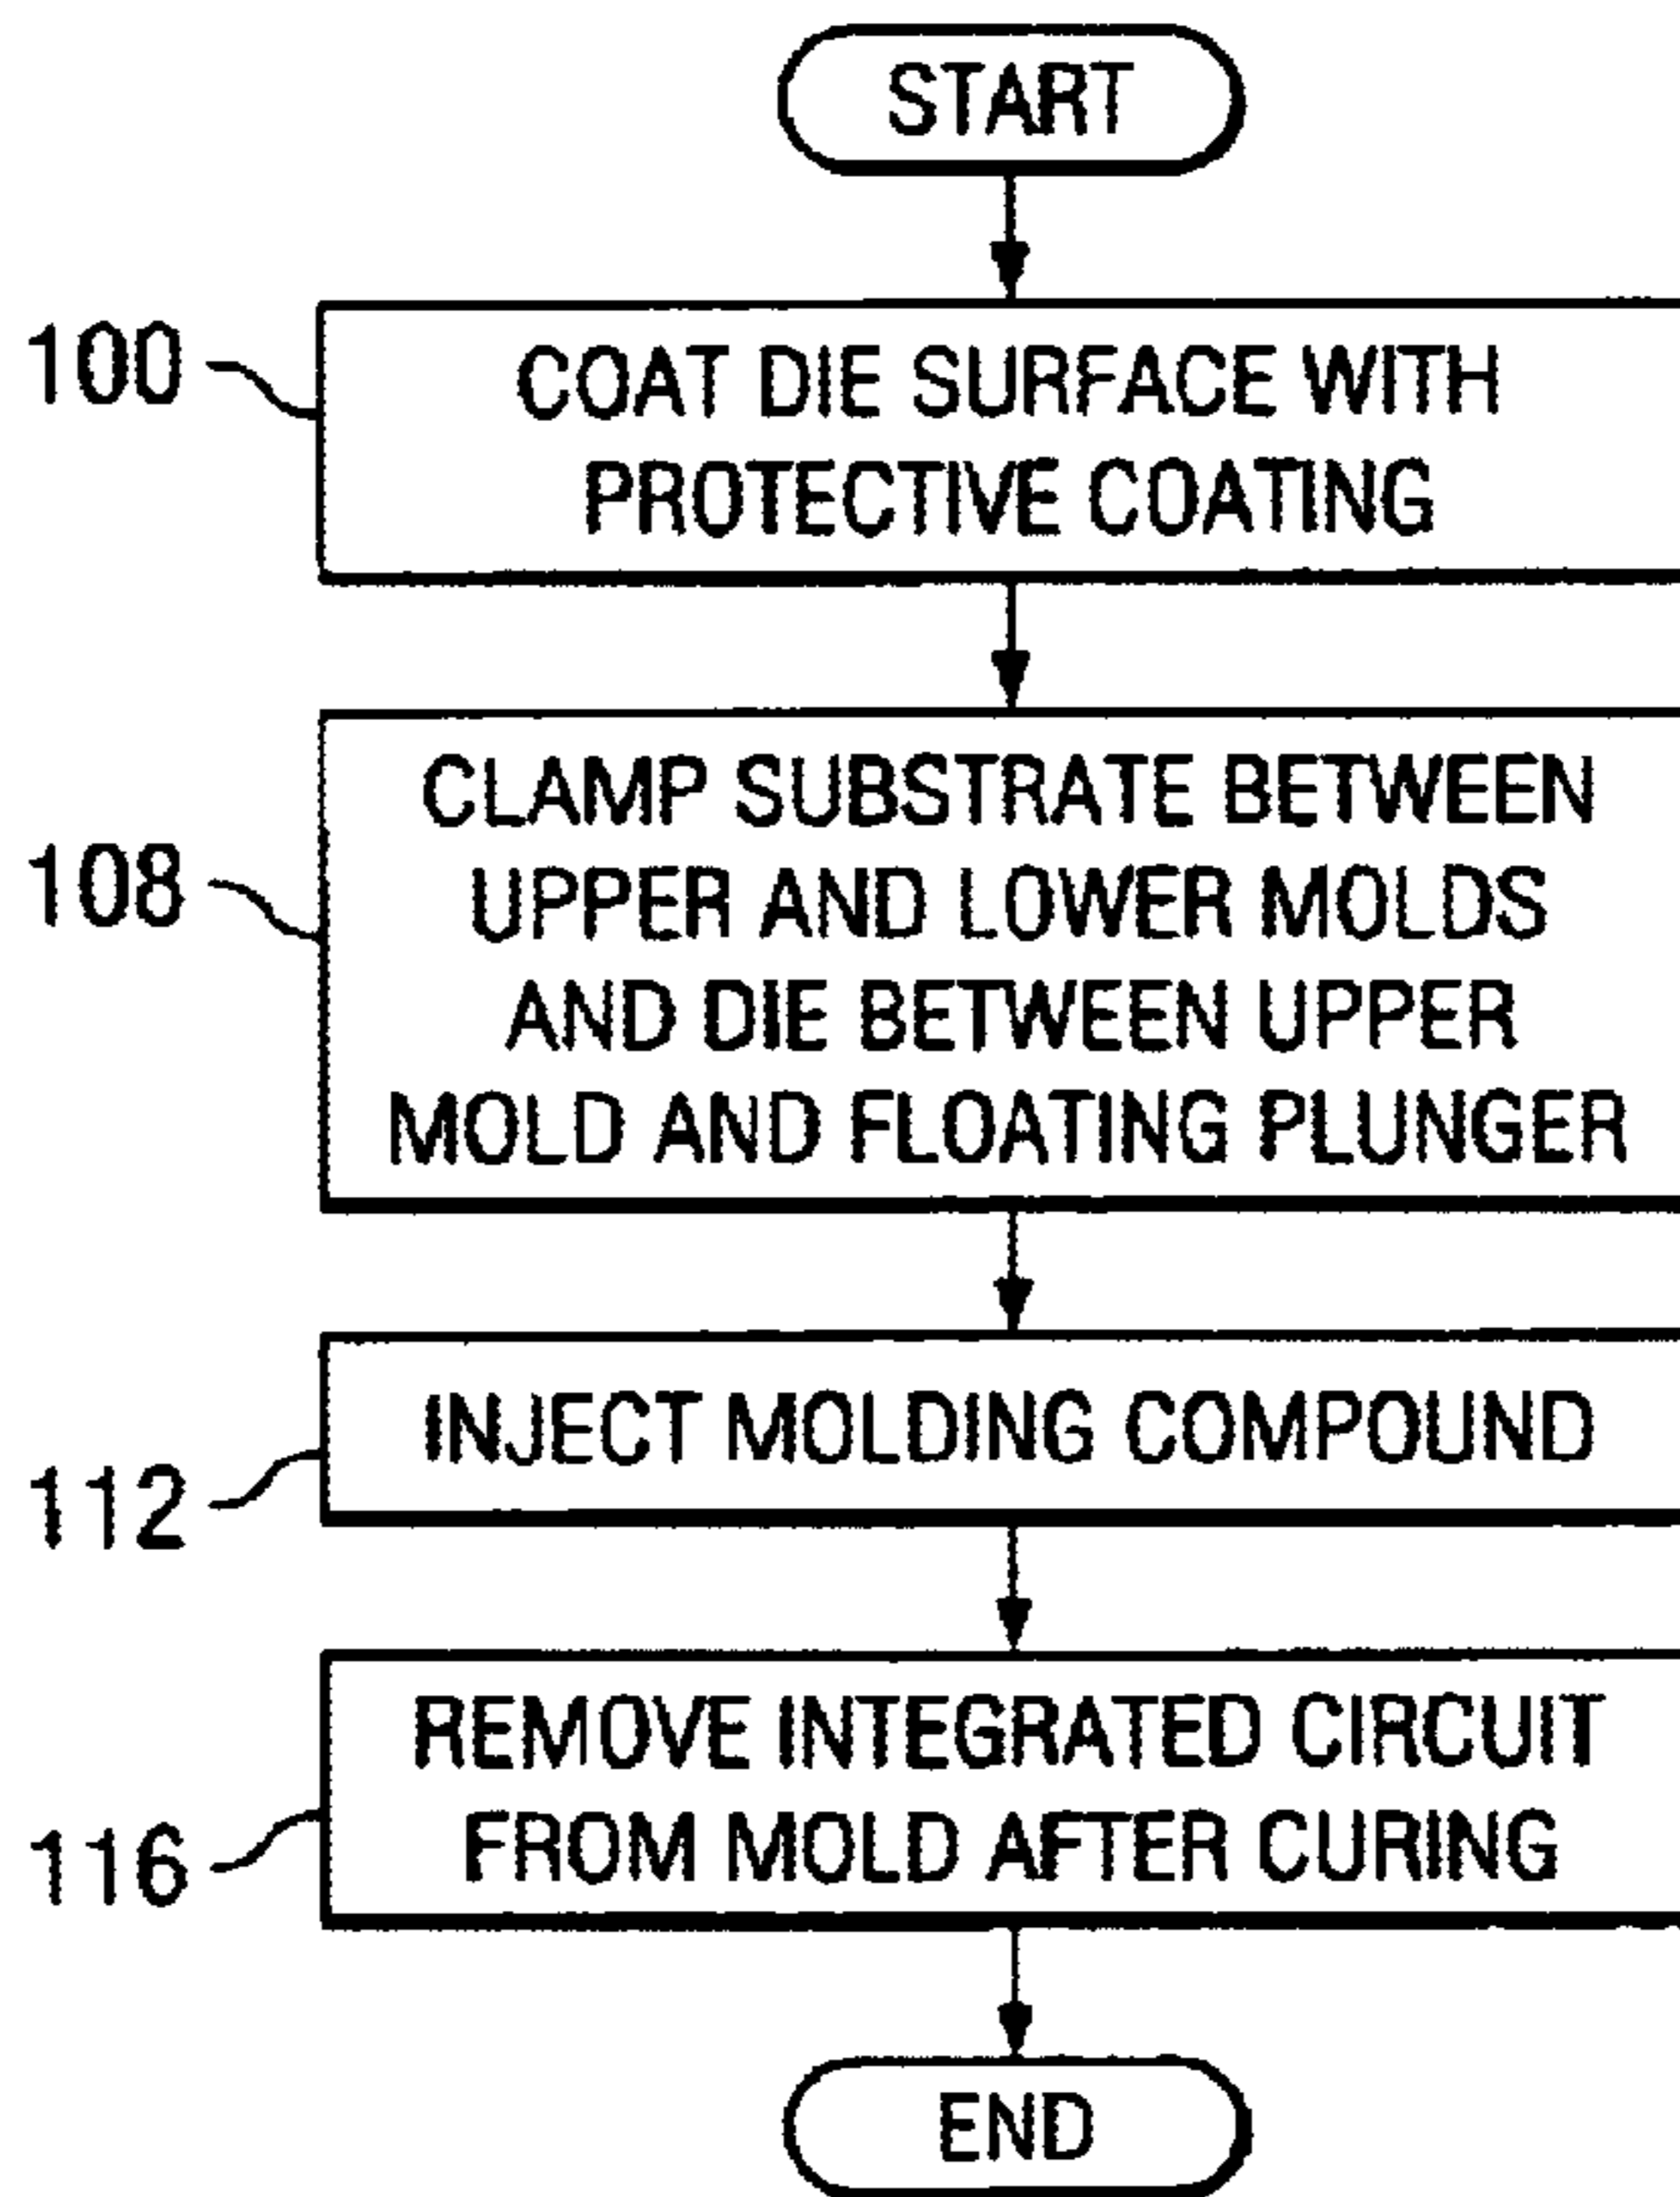 START
100
COAT DIE SURFACE WITH
PROTECTIVE COATING
108
CLAMP SUBSTRATE BETWEEN
UPPER AND LOWER MOLDS
AND DIE BETWEEN UPPER
MOLD AND FLOATING PLUNGER
112
INJECT MOLDING COMPOUND
116
REMOVE INTEGRATED CIRCUIT
FROM MOLD AFTER CURING
END